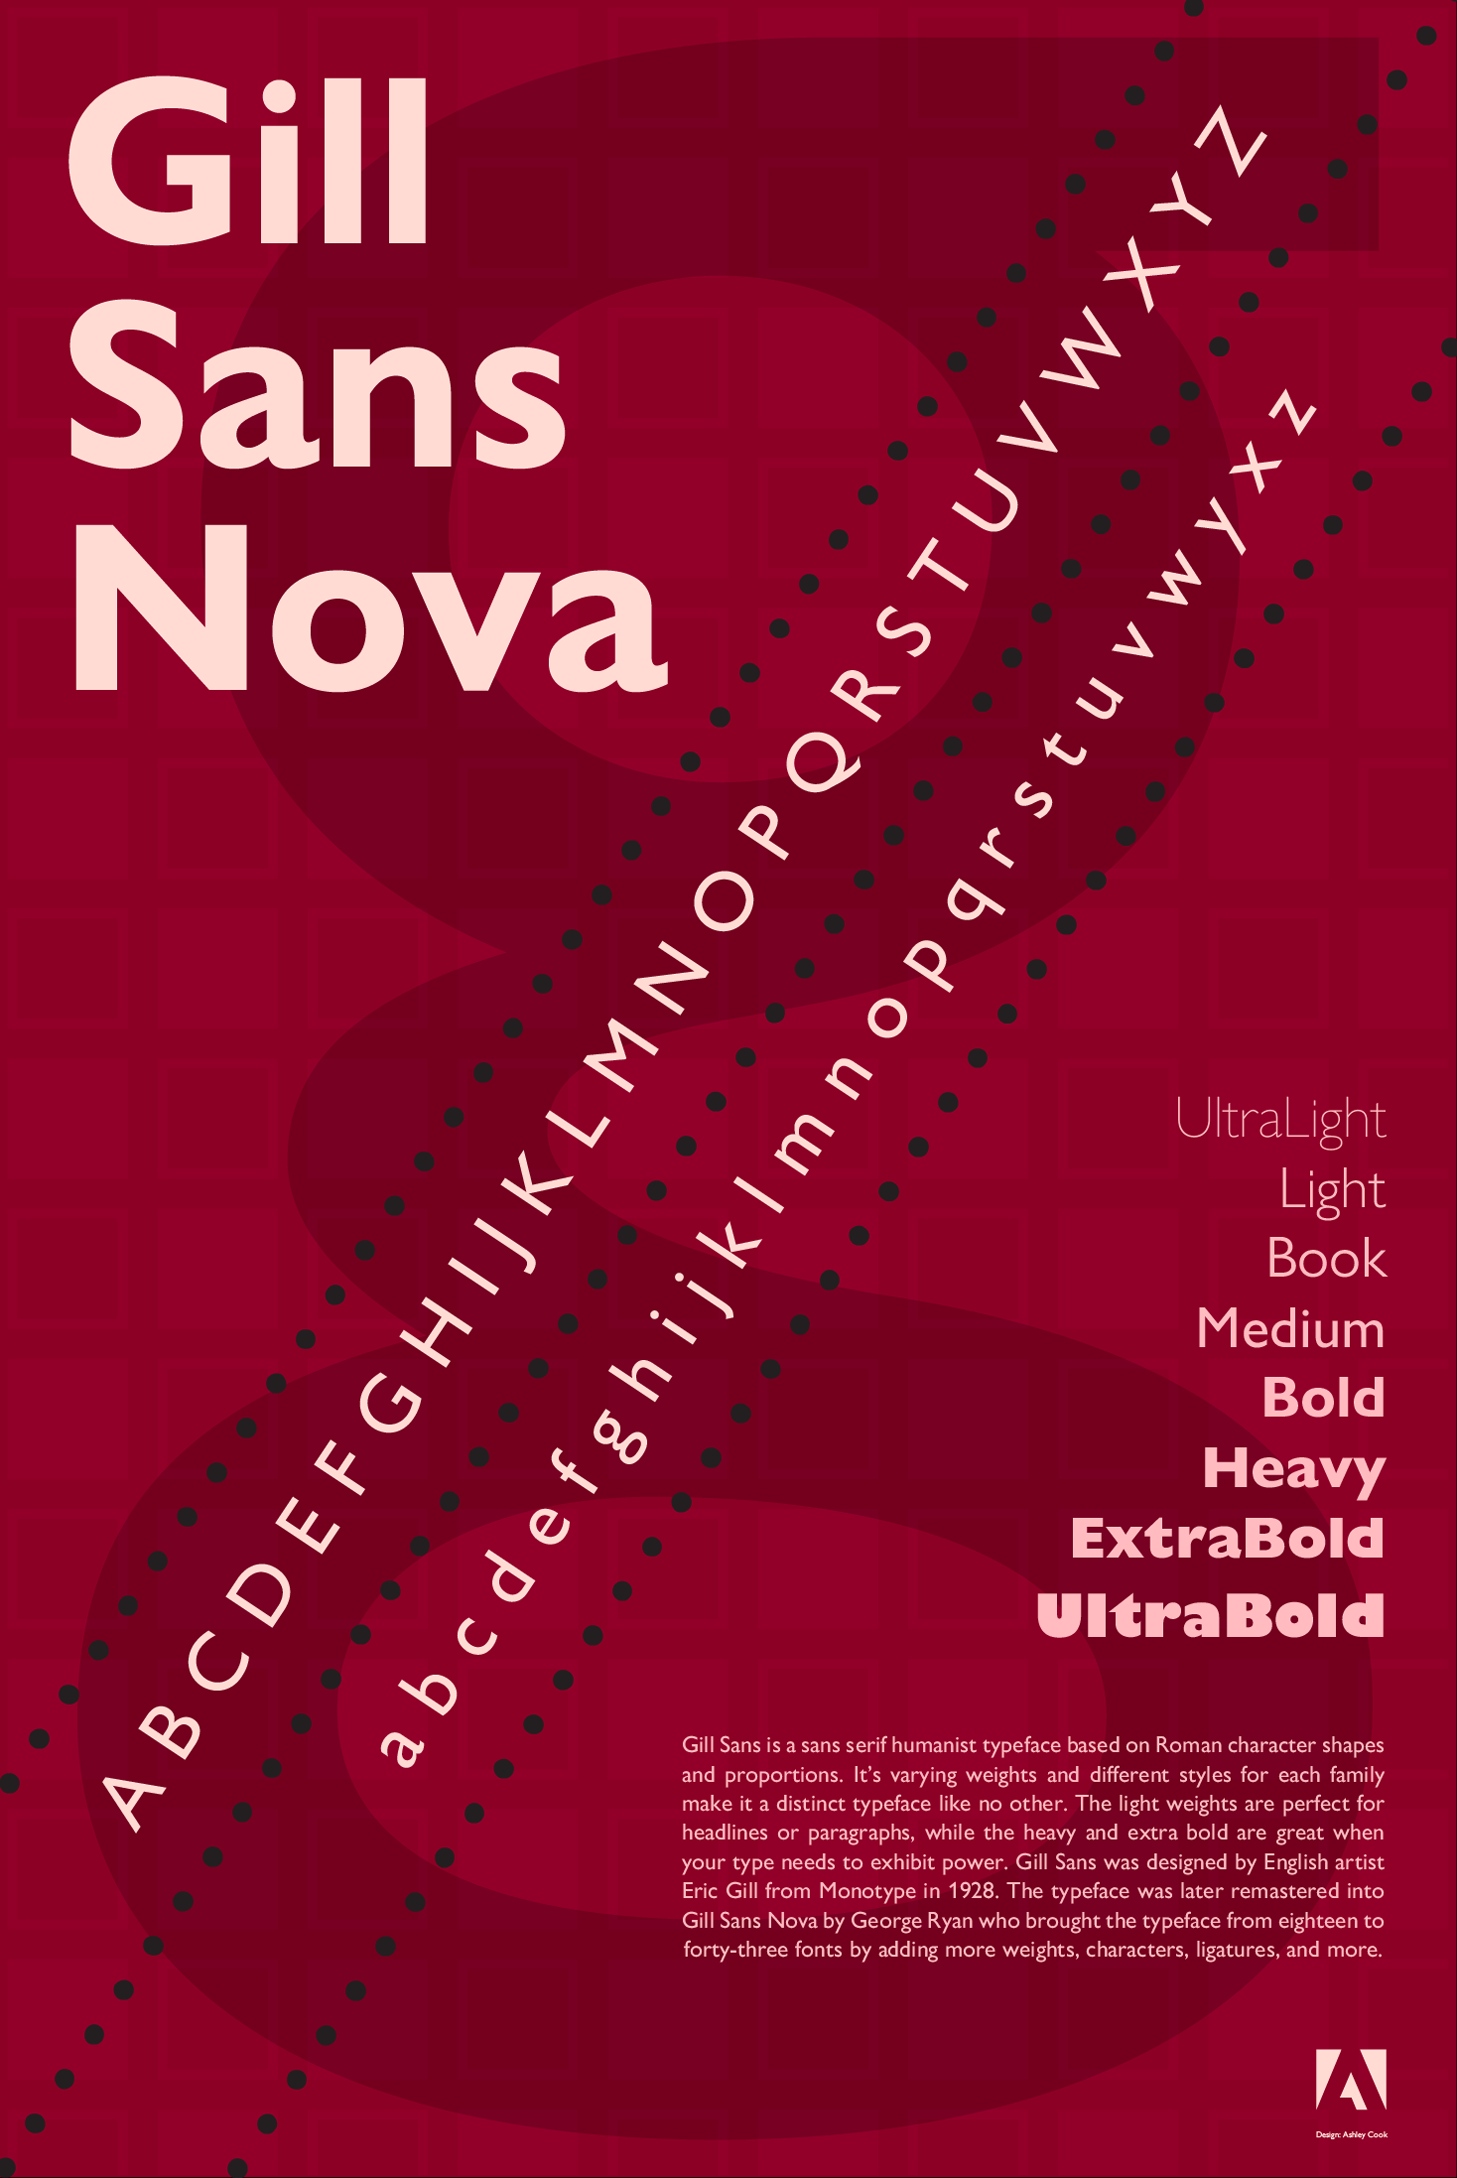 Gill
Sans
Nova
A B C D E F G H I J K L M N O P Q R S T U V W X Y Z
a b c d e f g h i j k l m n o p q r s t u v w y x z
UltraLight
Light
Book
Medium
Bold
Heavy
ExtraBold
UltraBold
Gill Sans is a sans serif humanist typeface based on Roman character shapes
and proportions. It’s varying weights and different styles for each family
make it a distinct typeface like no other. The light weights are perfect for
headlines or paragraphs, while the heavy and extra bold are great when
your type needs to exhibit power. Gill Sans was designed by English artist
Eric Gill from Monotype in 1928. The typeface was later remastered into
Gill Sans Nova by George Ryan who brought the typeface from eighteen to
forty-three fonts by adding more weights, characters, ligatures, and more.
Design: Ashley Cook